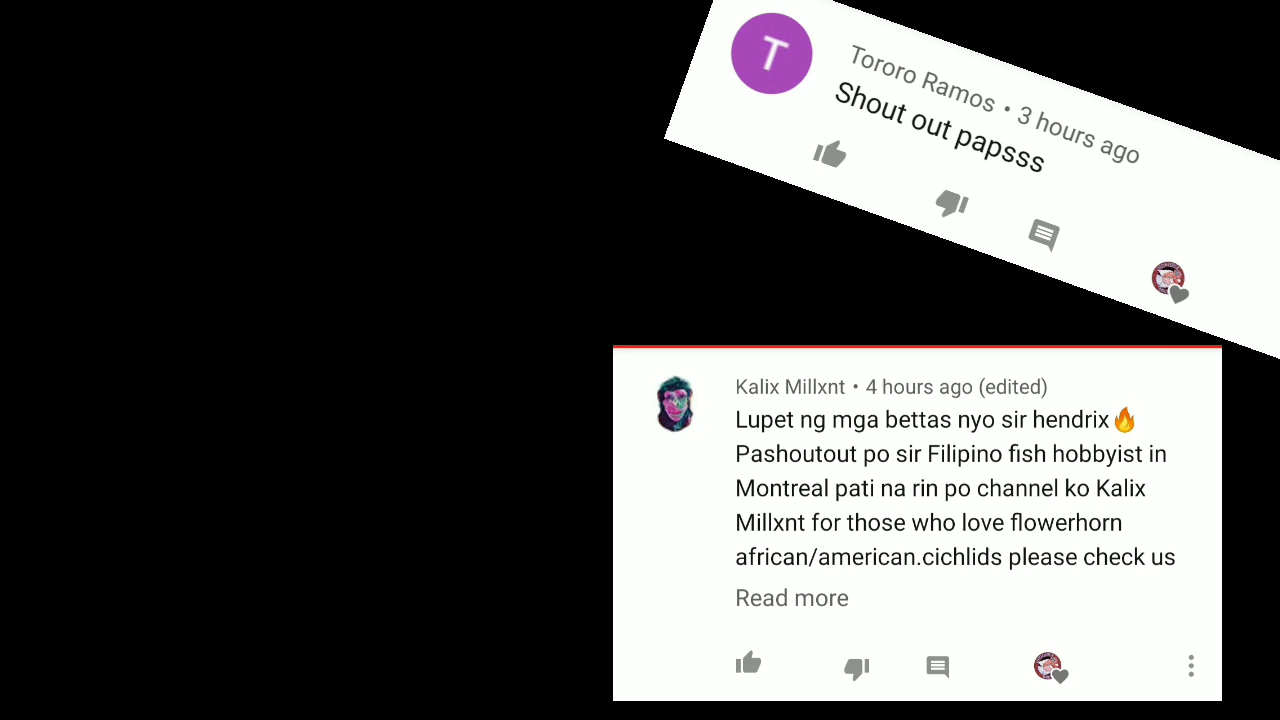 T
Tororo Ramos • 3 hours ago
Shout out papsss
Kalix Millxnt • 4 hours ago (edited)
Lupet ng mga bettas nyo sir hendrix🔥
Pashoutout po sir Filipino fish hobbyist in
Montreal pati na rin po channel ko Kalix
Millxnt for those who love flowerhorn
african/american.cichlids please check us
Read more